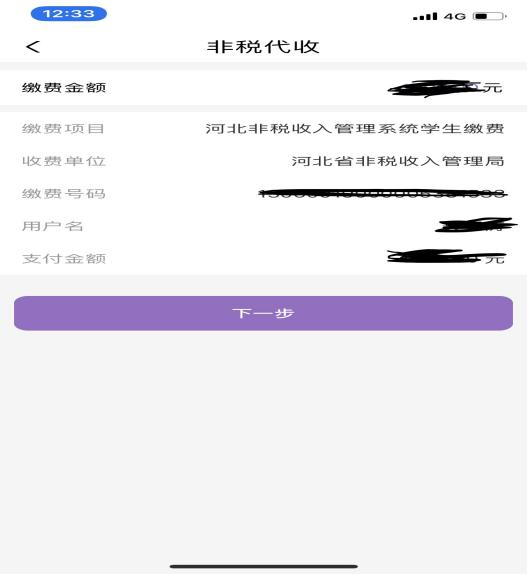 12:33
4G
非税代收
缴费金额 元
缴费项目 河北非税收入管理系统学生缴费
收费单位 河北省非税收入管理局
缴费号码
用户名
支付金额 元
下一步